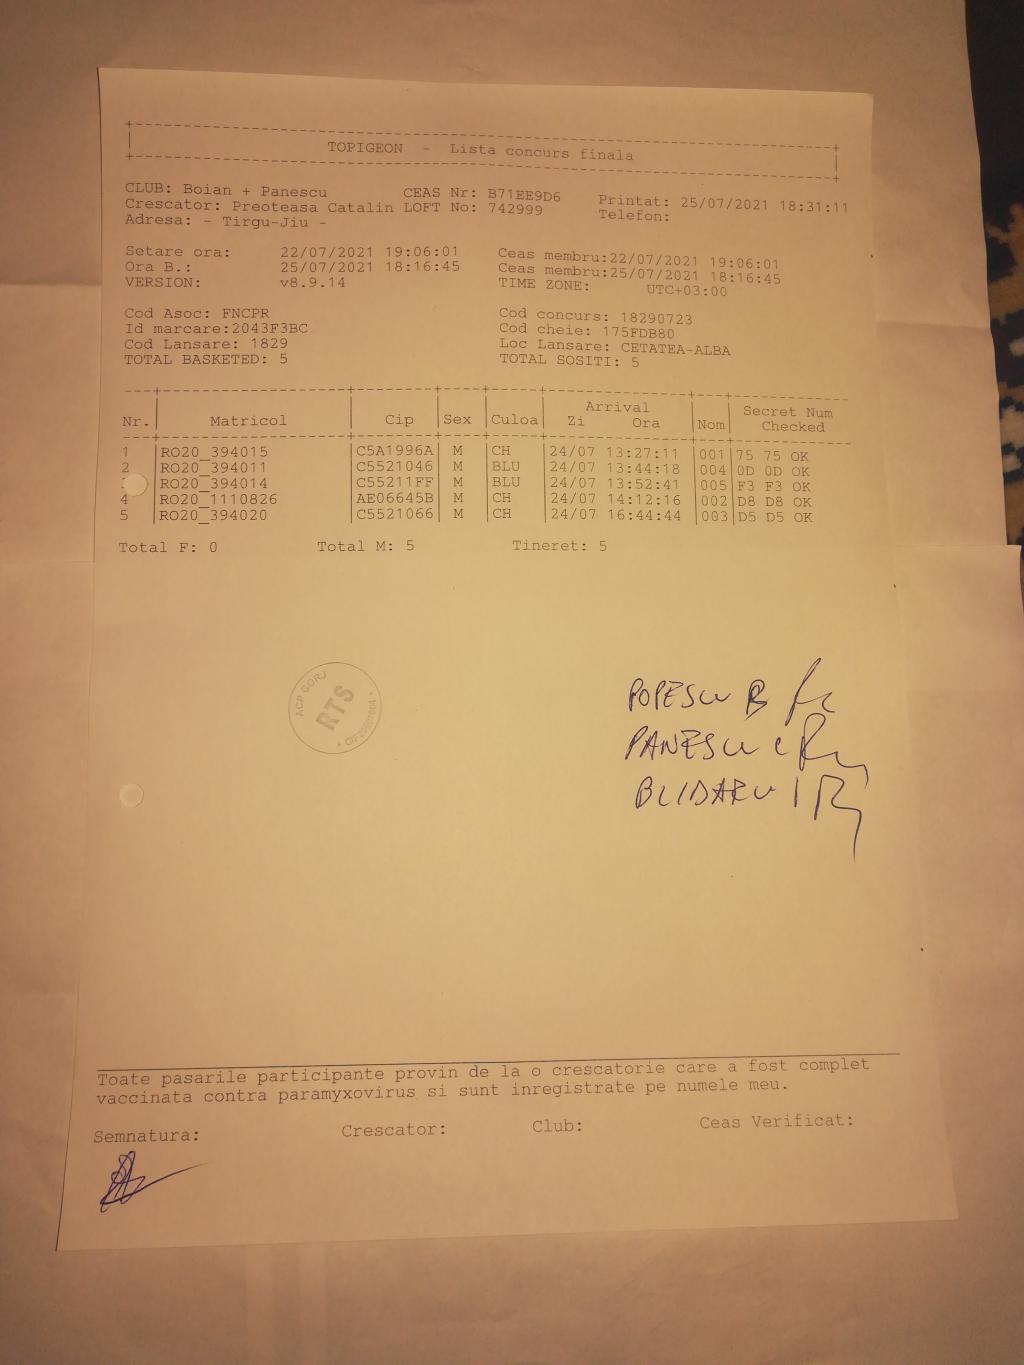 TOPIGEON - Lista concurs finala
CLUB: Boian + Panescu CEAS Nr: B71EE9D6 Printat: 25/07/2021 18:31:11
Crescator: Preoteasa Catalin LOFT No: 742999 Telefon:
Adresa: - Tirgu-Jiu -
Setare ora: 22/07/2021 19:06:01 Ceas membru:22/07/2021 19:06:01
Ora B.: 25/07/2021 18:16:45 Ceas membru:25/07/2021 18:16:45
VERSION: v8.9.14 TIME ZONE: UTC+03:00
Cod Asoc: FNCPR Cod concurs: 18290723
Id marcare:2043F3BC Cod cheie: 175FDB80
Cod Lansare: 1829 Loc Lansare: CETATEA-ALBA
TOTAL BASKETED: 5 TOTAL SOSITI: 5
Arrival Secret Num
Nr. Matricol Cip Sex Culoa Zi Ora Nom Checked
1 RO20_394015 C5A1996A M CH 24/07 13:27:11 001 75 75 OK
2 RO20_394011 C5521046 M BLU 24/07 13:44:18 004 0D 0D OK
RO20_394014 C55211FF M BLU 24/07 13:52:41 005 F3 F3 OK
4 RO20_1110826 AE06645B M CH 24/07 14:12:16 002 D8 D8 OK
5 RO20_394020 C5521066 M CH 24/07 16:44:44 003 D5 D5 OK
Total F: 0 Total M: 5 Tineret: 5
ACP GORJ
RTS
POPESCU B
PANESCU C
BLIDARU I
Toate pasarile participante provin de la o crescatorie care a fost complet
vaccinata contra paramyxovirus si sunt inregistrate pe numele meu.
Semnatura: Crescator: Club: Ceas Verificat: